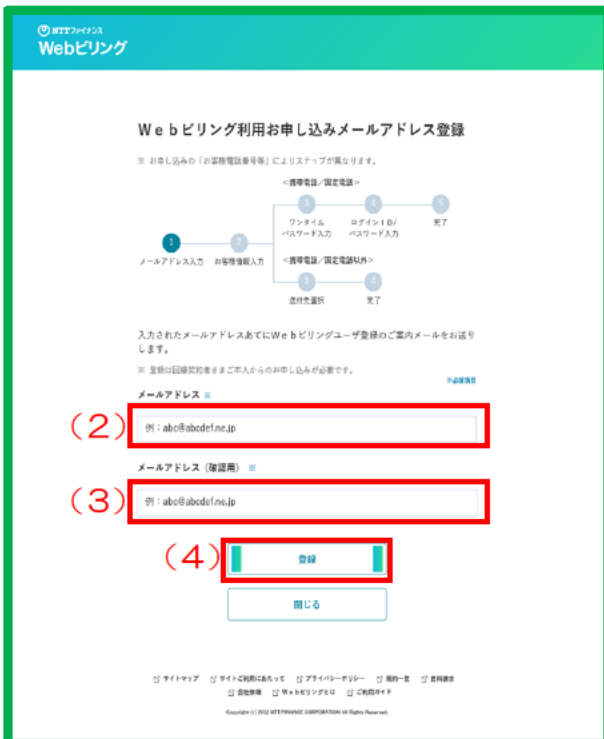 NTTファイナンス
Webビリング
Webビリング利用お申し込みメールアドレス登録
※ お申し込みの「お客様電話番号等」によりステップが異なります。
<携帯電話/固定電話>
3 4 5
ワンタイム
パスワード入力
ログインID/
パスワード入力
完了
1 2
メールアドレス入力 お客様情報入力
<携帯電話/固定電話以外>
3 4
送付先選択 完了
入力されたメールアドレスあてにWebビリングユーザ登録のご案内メールをお送り
します。
※ 登録は回線契約者さまご本人からのお申し込みが必要です。
※必須項目
メールアドレス ※
(2) 例:abc@abcdef.ne.jp
メールアドレス(確認用) ※
(3) 例:abc@abcdef.ne.jp
(4) 登録
閉じる
サイトマップ サイトご利用にあたって プライバシーポリシー 規約一覧 資料請求
会社情報 Webビリングとは ご利用ガイド
Copyright (c) 2012 NTT FINANCE CORPORATION All Rights Reserved.